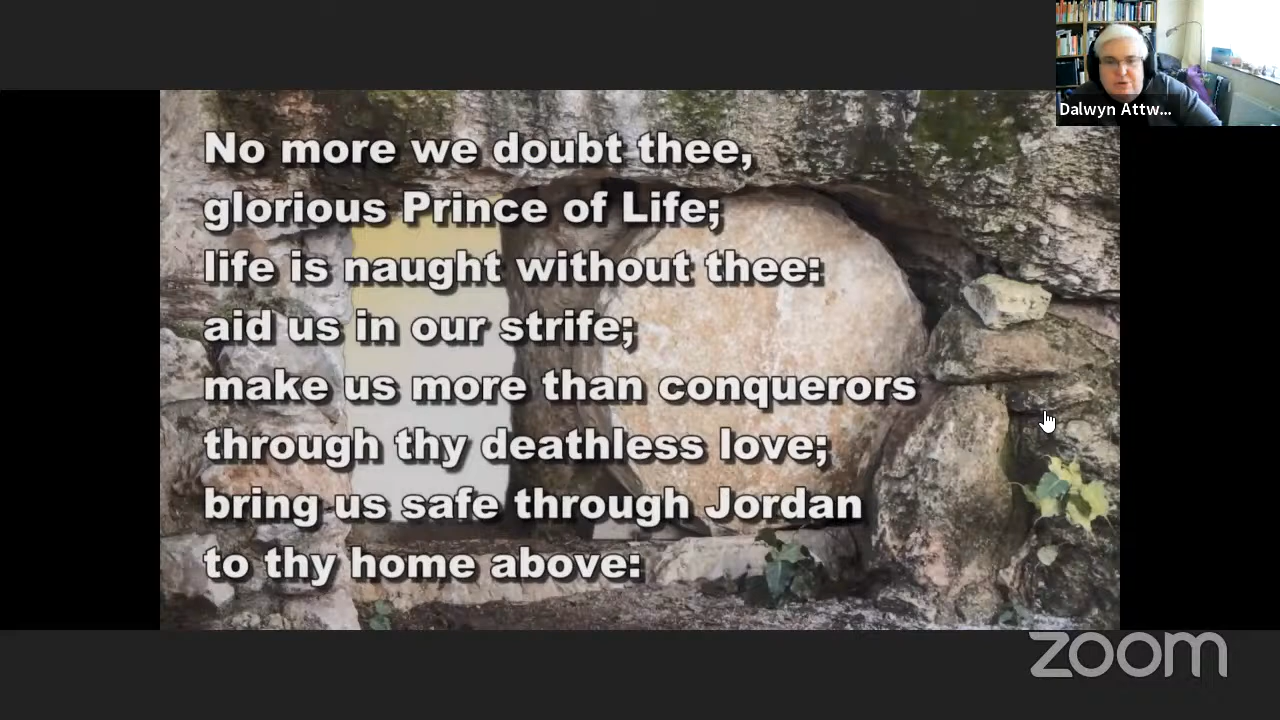 Dalwyn Attw...
No more we doubt thee,
glorious Prince of Life;
life is naught without thee:
aid us in our strife;
make us more than conquerors
through thy deathless love;
bring us safe through Jordan
to thy home above:
zoom